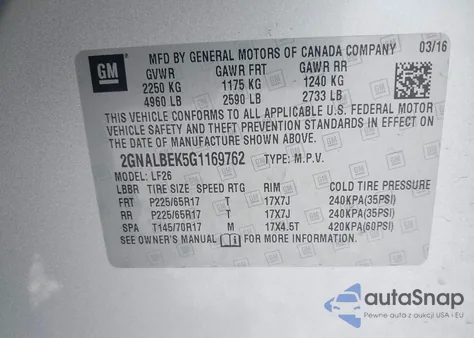 GM
MFD BY GENERAL MOTORS OF CANADA COMPANY 03/16
GVWR GAWR FRT GAWR RR
2250 KG 1175 KG 1240 KG
4960 LB 2590 LB 2733 LB
THIS VEHICLE CONFORMS TO ALL APPLICABLE U.S. FEDERAL MOTOR
VEHICLE SAFETY AND THEFT PREVENTION STANDARDS IN EFFECT ON THE DATE OF
MANUFACTURE SHOWN ABOVE.
2GNALBEK5G1169762 TYPE: M.P.V.
MODEL: LF26
LBBR TIRE SIZE SPEED RTG RIM COLD TIRE PRESSURE
FRT P225/65R17 T 17X7J 240KPA(35PSI)
RR P225/65R17 T 17X7J 240KPA(35PSI)
SPA T145/70R17 M 17X4.5T 420KPA(60PSI)
SEE OWNER'S MANUAL FOR MORE INFORMATION.
autoSnap
Pewne auta z aukcji USA i EU